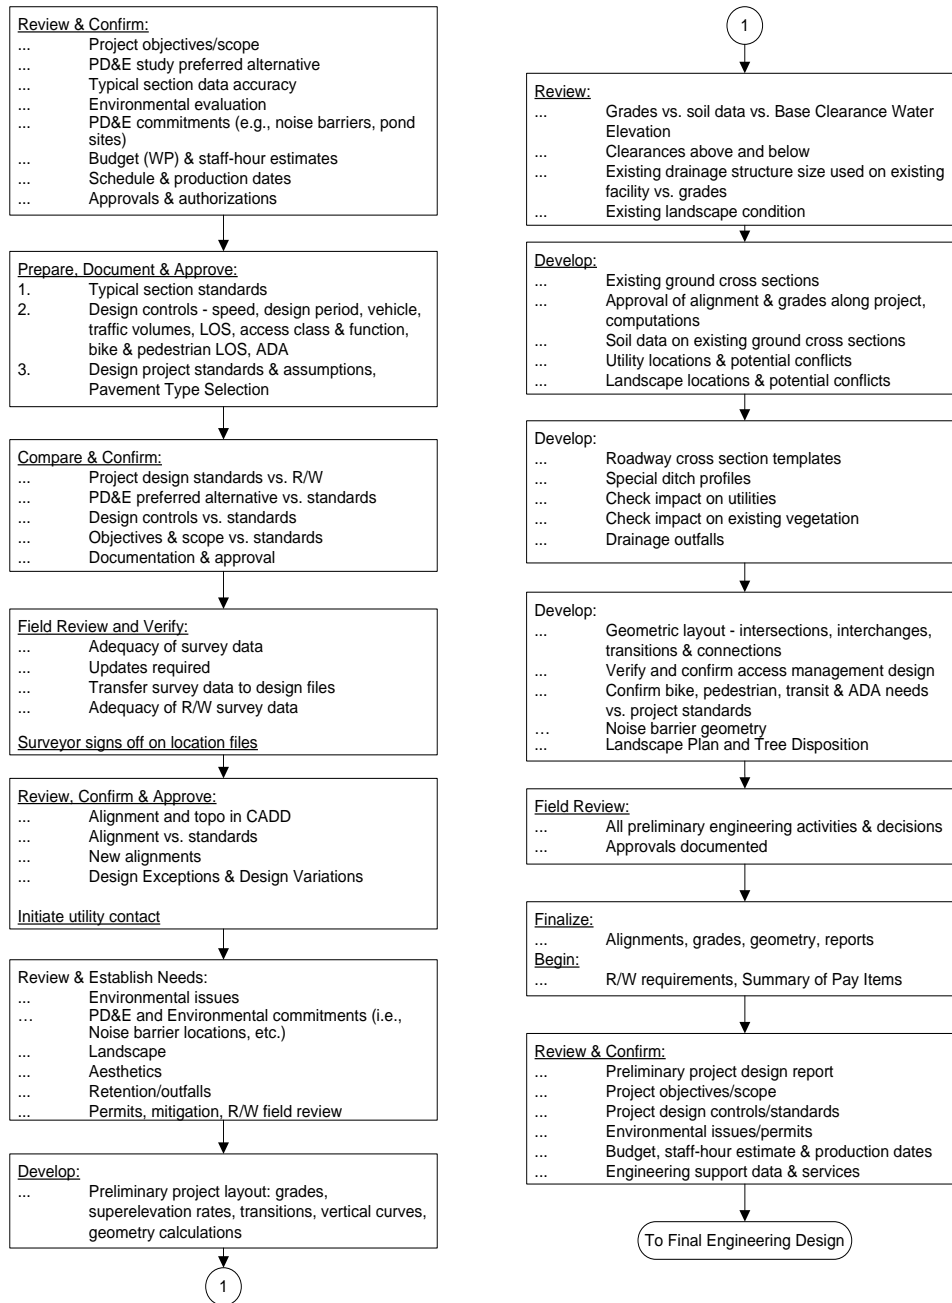 Review & Confirm:
... Project objectives/scope
... PD&E study preferred alternative
... Typical section data accuracy
... Environmental evaluation
... PD&E commitments (e.g., noise barriers, pond
sites)
... Budget (WP) & staff-hour estimates
... Schedule & production dates
... Approvals & authorizations
Prepare, Document & Approve:
1. Typical section standards
2. Design controls - speed, design period, vehicle,
traffic volumes, LOS, access class & function,
bike & pedestrian LOS, ADA
3. Design project standards & assumptions,
Pavement Type Selection
Compare & Confirm:
... Project design standards vs. R/W
... PD&E preferred alternative vs. standards
... Design controls vs. standards
... Objectives & scope vs. standards
... Documentation & approval
Field Review and Verify:
... Adequacy of survey data
... Updates required
... Transfer survey data to design files
... Adequacy of R/W survey data
Surveyor signs off on location files
Review, Confirm & Approve:
... Alignment and topo in CADD
... Alignment vs. standards
... New alignments
... Design Exceptions & Design Variations
Initiate utility contact
Review & Establish Needs:
... Environmental issues
... PD&E and Environmental commitments (i.e.,
Noise barrier locations, etc.)
... Landscape
... Aesthetics
... Retention/outfalls
... Permits, mitigation, R/W field review
Develop:
... Preliminary project layout: grades,
superelevation rates, transitions, vertical curves,
geometry calculations
1
1
Review:
... Grades vs. soil data vs. Base Clearance Water
Elevation
... Clearances above and below
... Existing drainage structure size used on existing
facility vs. grades
... Existing landscape condition
Develop:
... Existing ground cross sections
... Approval of alignment & grades along project,
computations
... Soil data on existing ground cross sections
... Utility locations & potential conflicts
... Landscape locations & potential conflicts
Develop:
... Roadway cross section templates
... Special ditch profiles
... Check impact on utilities
... Check impact on existing vegetation
... Drainage outfalls
Develop:
... Geometric layout - intersections, interchanges,
transitions & connections
... Verify and confirm access management design
... Confirm bike, pedestrian, transit & ADA needs
vs. project standards
... Noise barrier geometry
... Landscape Plan and Tree Disposition
Field Review:
... All preliminary engineering activities & decisions
... Approvals documented
Finalize:
... Alignments, grades, geometry, reports
Begin:
... R/W requirements, Summary of Pay Items
Review & Confirm:
... Preliminary project design report
... Project objectives/scope
... Project design controls/standards
... Environmental issues/permits
... Budget, staff-hour estimate & production dates
... Engineering support data & services
To Final Engineering Design